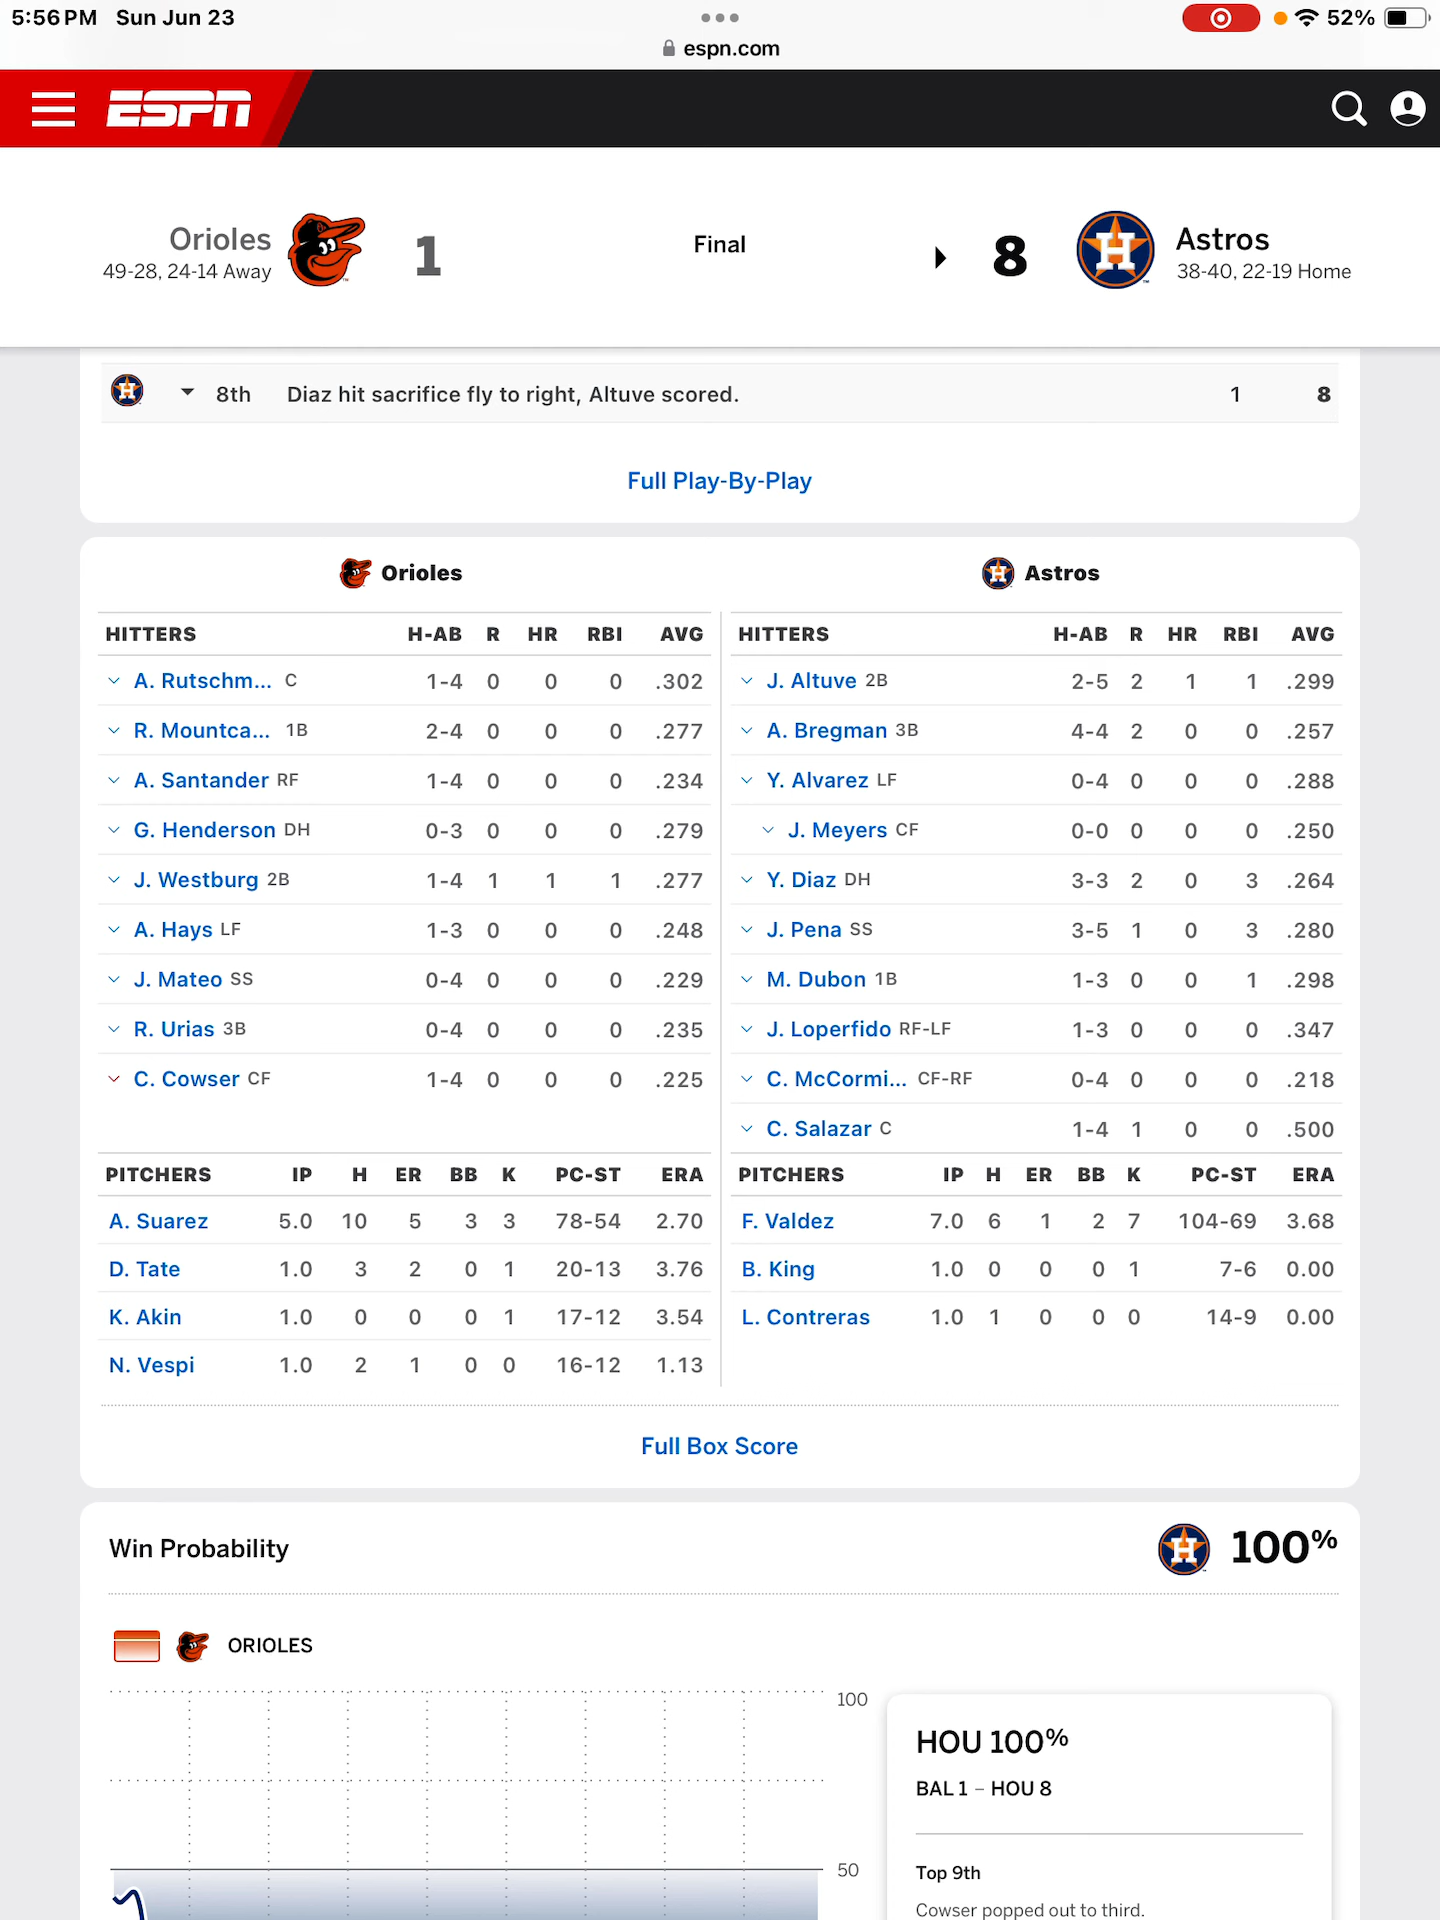 5:56 PM Sun Jun 23
52%
espn.com
ESPN
Orioles
49-28, 24-14 Away
1
Final
8
Astros
38-40, 22-19 Home
8th Diaz hit sacrifice fly to right, Altuve scored. 1 8
Full Play-By-Play
Orioles
HITTERS H-AB R HR RBI AVG
A. Rutschm... C 1-4 0 0 0 .302
R. Mountca... 1B 2-4 0 0 0 .277
A. Santander RF 1-4 0 0 0 .234
G. Henderson DH 0-3 0 0 0 .279
J. Westburg 2B 1-4 1 1 1 .277
A. Hays LF 1-3 0 0 0 .248
J. Mateo SS 0-4 0 0 0 .229
R. Urias 3B 0-4 0 0 0 .235
C. Cowser CF 1-4 0 0 0 .225
PITCHERS IP H ER BB K PC-ST ERA
A. Suarez 5.0 10 5 3 3 78-54 2.70
D. Tate 1.0 3 2 0 1 20-13 3.76
K. Akin 1.0 0 0 0 1 17-12 3.54
N. Vespi 1.0 2 1 0 0 16-12 1.13
Astros
HITTERS H-AB R HR RBI AVG
J. Altuve 2B 2-5 2 1 1 .299
A. Bregman 3B 4-4 2 0 0 .257
Y. Alvarez LF 0-4 0 0 0 .288
J. Meyers CF 0-0 0 0 0 .250
Y. Diaz DH 3-3 2 0 3 .264
J. Pena SS 3-5 1 0 3 .280
M. Dubon 1B 1-3 0 0 1 .298
J. Loperfido RF-LF 1-3 0 0 0 .347
C. McCormi... CF-RF 0-4 0 0 0 .218
C. Salazar C 1-4 1 0 0 .500
PITCHERS IP H ER BB K PC-ST ERA
F. Valdez 7.0 6 1 2 7 104-69 3.68
B. King 1.0 0 0 0 1 7-6 0.00
L. Contreras 1.0 1 0 0 0 14-9 0.00
Full Box Score
Win Probability
100%
ORIOLES
100
50
HOU 100%
BAL 1 - HOU 8
Top 9th
Cowser popped out to third.